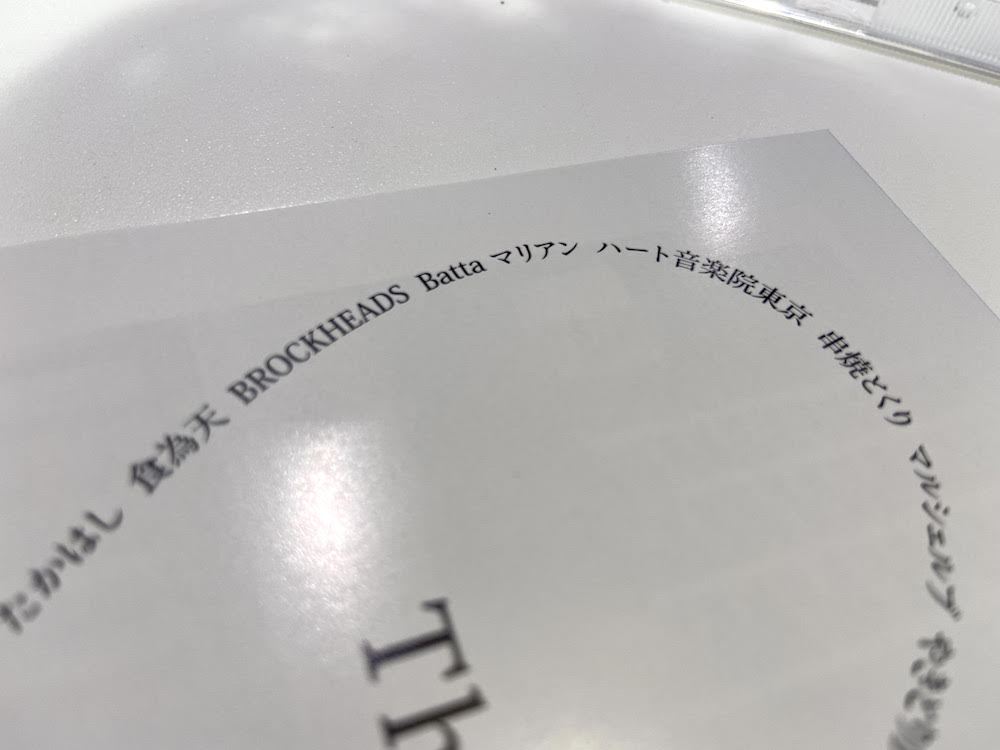 たかはし 食為天 BROCKHEADS Batta マリアン ハート音楽院東京 串焼とくり マルシェルブ
Th